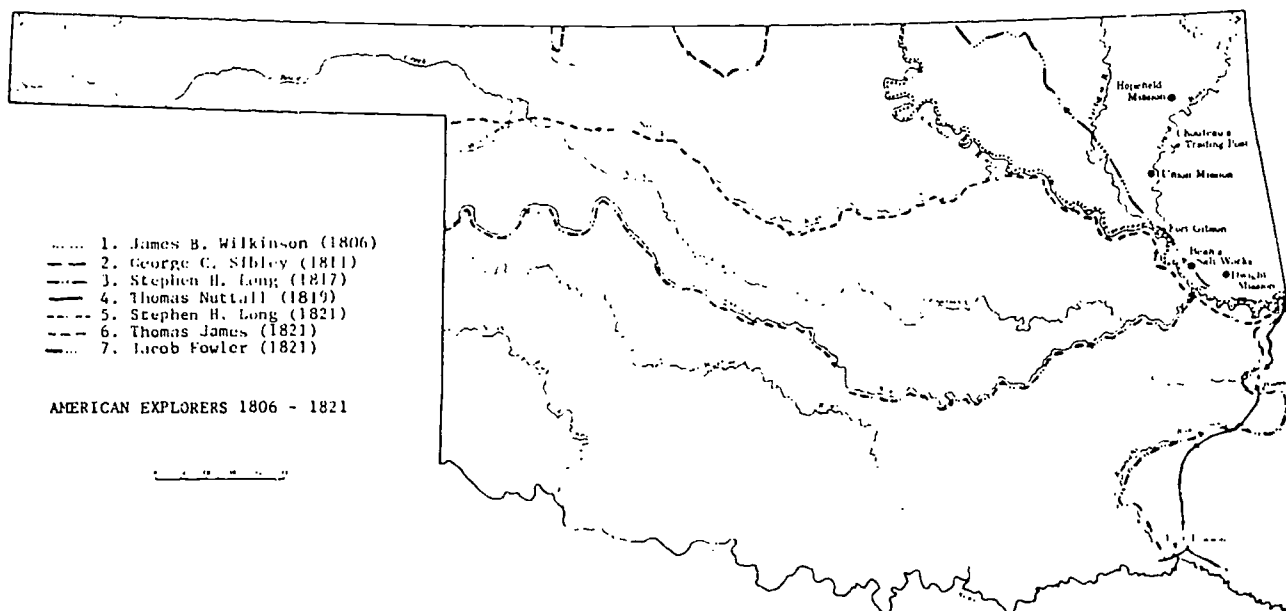 Creek
Hopefield
Mission
Chouteau's
Trading Post
Union Mission
Fort Gibson
Bean's
Salt Works
Dwight
Mission
1. James B. Wilkinson (1806)
2. George C. Sibley (1811)
3. Stephen H. Long (1817)
4. Thomas Nuttall (1819)
5. Stephen H. Long (1821)
6. Thomas James (1821)
7. Jacob Fowler (1821)
AMERICAN EXPLORERS 1806 - 1821